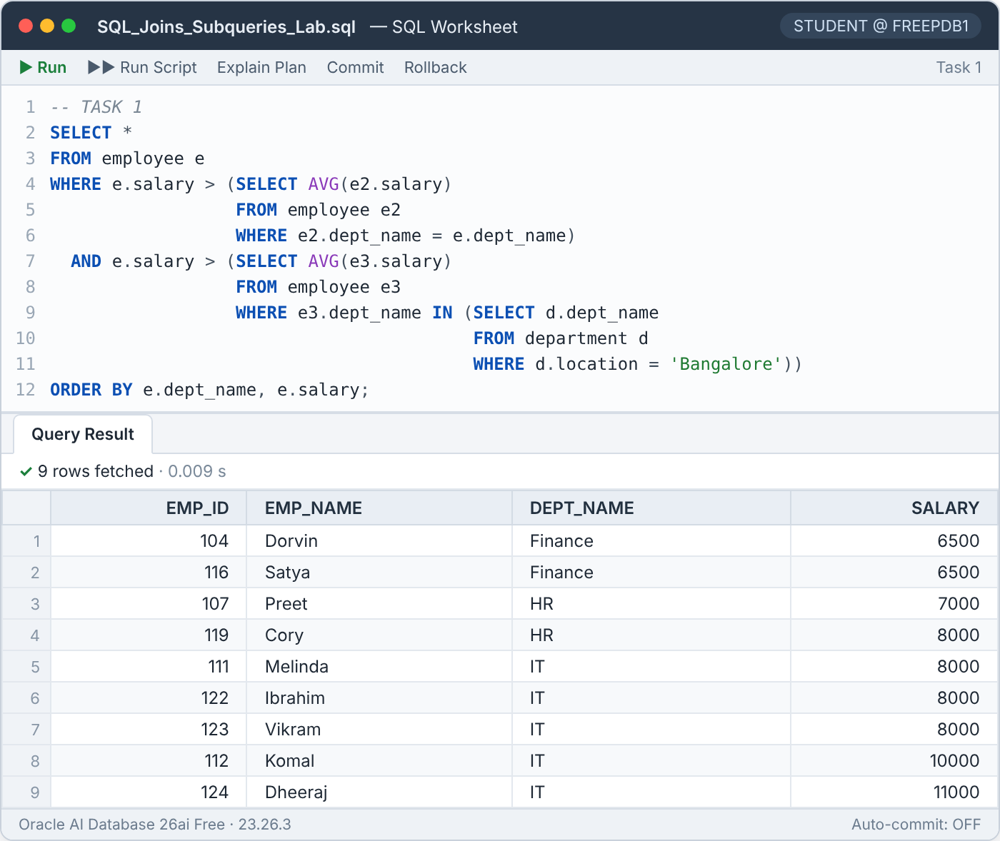 SQL_Joins_Subqueries_Lab.sql — SQL Worksheet STUDENT @ FREEPDB1
Run Run Script Explain Plan Commit Rollback Task 1
1 -- TASK 1
2 SELECT *
3 FROM employee e
4 WHERE e.salary > (SELECT AVG(e2.salary)
5 FROM employee e2
6 WHERE e2.dept_name = e.dept_name)
7 AND e.salary > (SELECT AVG(e3.salary)
8 FROM employee e3
9 WHERE e3.dept_name IN (SELECT d.dept_name
10 FROM department d
11 WHERE d.location = 'Bangalore'))
12 ORDER BY e.dept_name, e.salary;
Query Result
✓ 9 rows fetched · 0.009 s
EMP_ID EMP_NAME DEPT_NAME SALARY
1 104 Dorvin Finance 6500
2 116 Satya Finance 6500
3 107 Preet HR 7000
4 119 Cory HR 8000
5 111 Melinda IT 8000
6 122 Ibrahim IT 8000
7 123 Vikram IT 8000
8 112 Komal IT 10000
9 124 Dheeraj IT 11000
Oracle AI Database 26ai Free · 23.26.3 Auto-commit: OFF